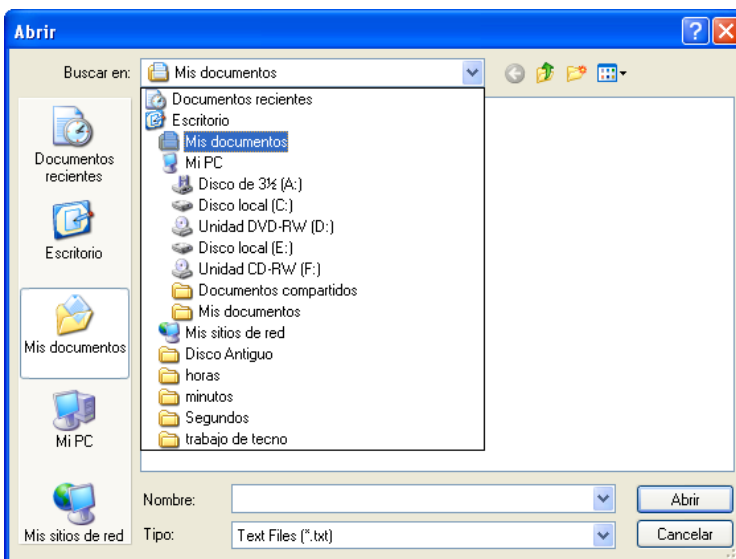 Abrir
Buscar en: Mis documentos
Documentos recientes
Escritorio
Mis documentos
Mi PC
Disco de 3½ (A:)
Disco local (C:)
Unidad DVD-RW (D:)
Disco local (E:)
Unidad CD-RW (F:)
Documentos compartidos
Mis documentos
Mis sitios de red
Disco Antiguo
horas
minutos
Segundos
trabajo de tecno
Documentos
recientes
Escritorio
Mis documentos
Mi PC
Mis sitios de red
Nombre:
Abrir
Tipo: Text Files (*.txt)
Cancelar